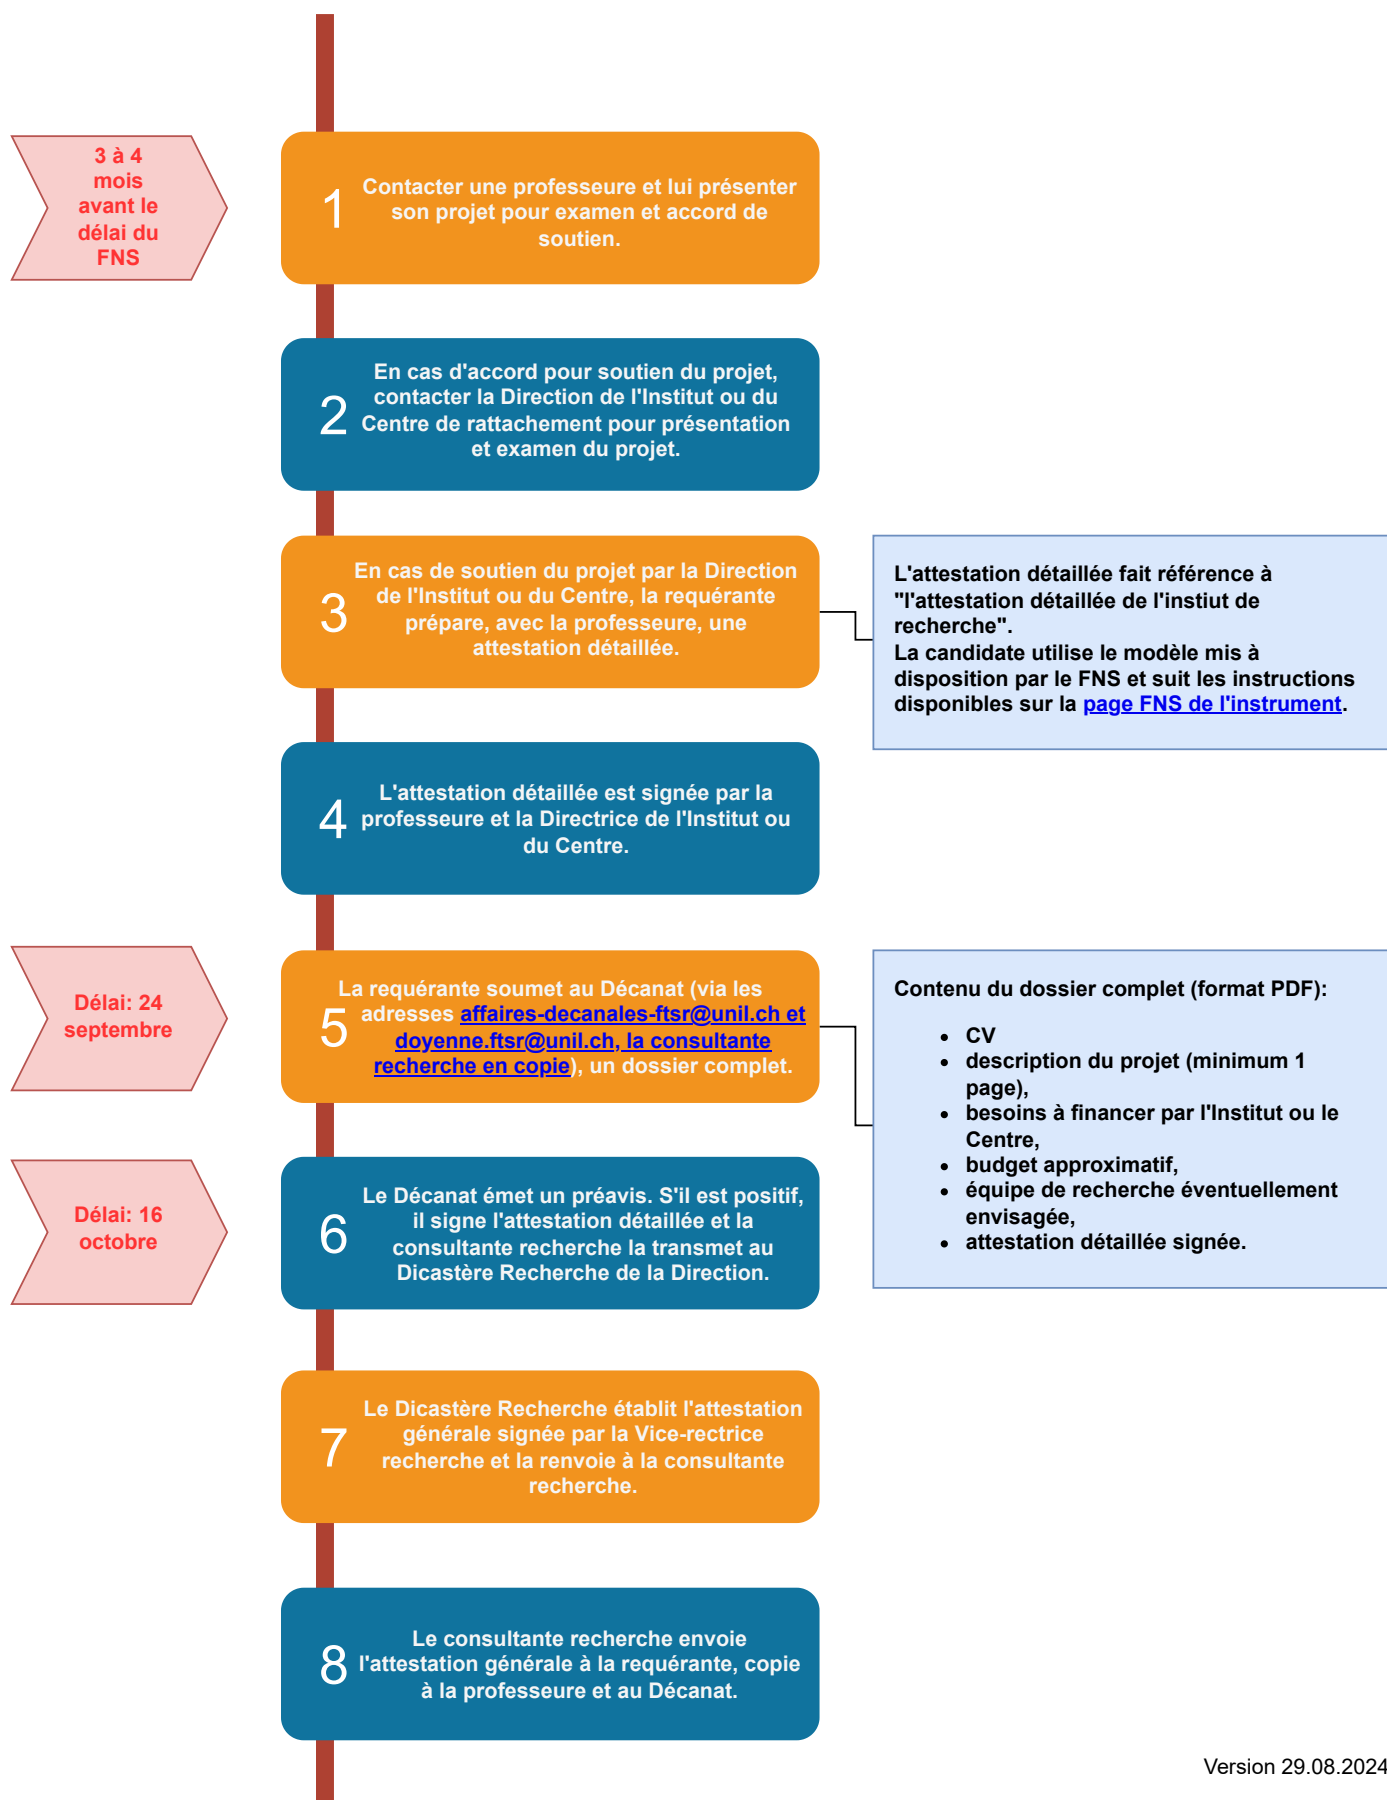 3 à 4
mois
avant le
délai du
FNS
1
Contacter une professeure et lui présenter
son projet pour examen et accord de
soutien.
2
En cas d'accord pour soutien du projet,
contacter la Direction de l'Institut ou du
Centre de rattachement pour présentation
et examen du projet.
3
En cas de soutien du projet par la Direction
de l'Institut ou du Centre, la requérante
prépare, avec la professeure, une
attestation détaillée.
L'attestation détaillée fait référence à
"l'attestation détaillée de l'instiut de
recherche".
La candidate utilise le modèle mis à
disposition par le FNS et suit les instructions
disponibles sur la page FNS de l'instrument.
4
L'attestation détaillée est signée par la
professeure et la Directrice de l'Institut ou
du Centre.
Délai: 24
septembre
5
La requérante soumet au Décanat (via les
adresses affaires-decanales-ftsr@unil.ch et
doyenne.ftsr@unil.ch, la consultante
recherche en copie), un dossier complet.
Contenu du dossier complet (format PDF):
• CV
• description du projet (minimum 1
page),
• besoins à financer par l'Institut ou le
Centre,
• budget approximatif,
• équipe de recherche éventuellement
envisagée,
• attestation détaillée signée.
Délai: 16
octobre
6
Le Décanat émet un préavis. S'il est positif,
il signe l'attestation détaillée et la
consultante recherche la transmet au
Dicastère Recherche de la Direction.
7
Le Dicastère Recherche établit l'attestation
générale signée par la Vice-rectrice
recherche et la renvoie à la consultante
recherche.
8
Le consultante recherche envoie
l'attestation générale à la requérante, copie
à la professeure et au Décanat.
Version 29.08.2024